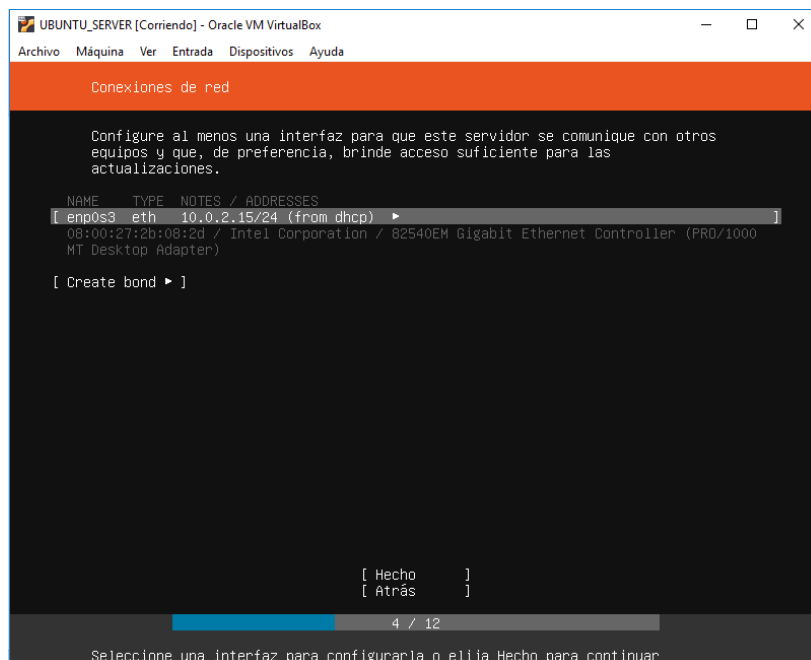 UBUNTU_SERVER [Corriendo] - Oracle VM VirtualBox
Archivo Máquina Ver Entrada Dispositivos Ayuda
Conexiones de red
Configure al menos una interfaz para que este servidor se comunique con otros
equipos y que, de preferencia, brinde acceso suficiente para las
actualizaciones.
NAME TYPE NOTES / ADDRESSES
[ enp0s3 eth 10.0.2.15/24 (from dhcp) ▸ ]
08:00:27:2b:08:2d / Intel Corporation / 82540EM Gigabit Ethernet Controller (PRO/1000
MT Desktop Adapter)
[ Create bond ▸ ]
[ Hecho ]
[ Atrás ]
4 / 12
Seleccione una interfaz para configurarla o elija Hecho para continuar